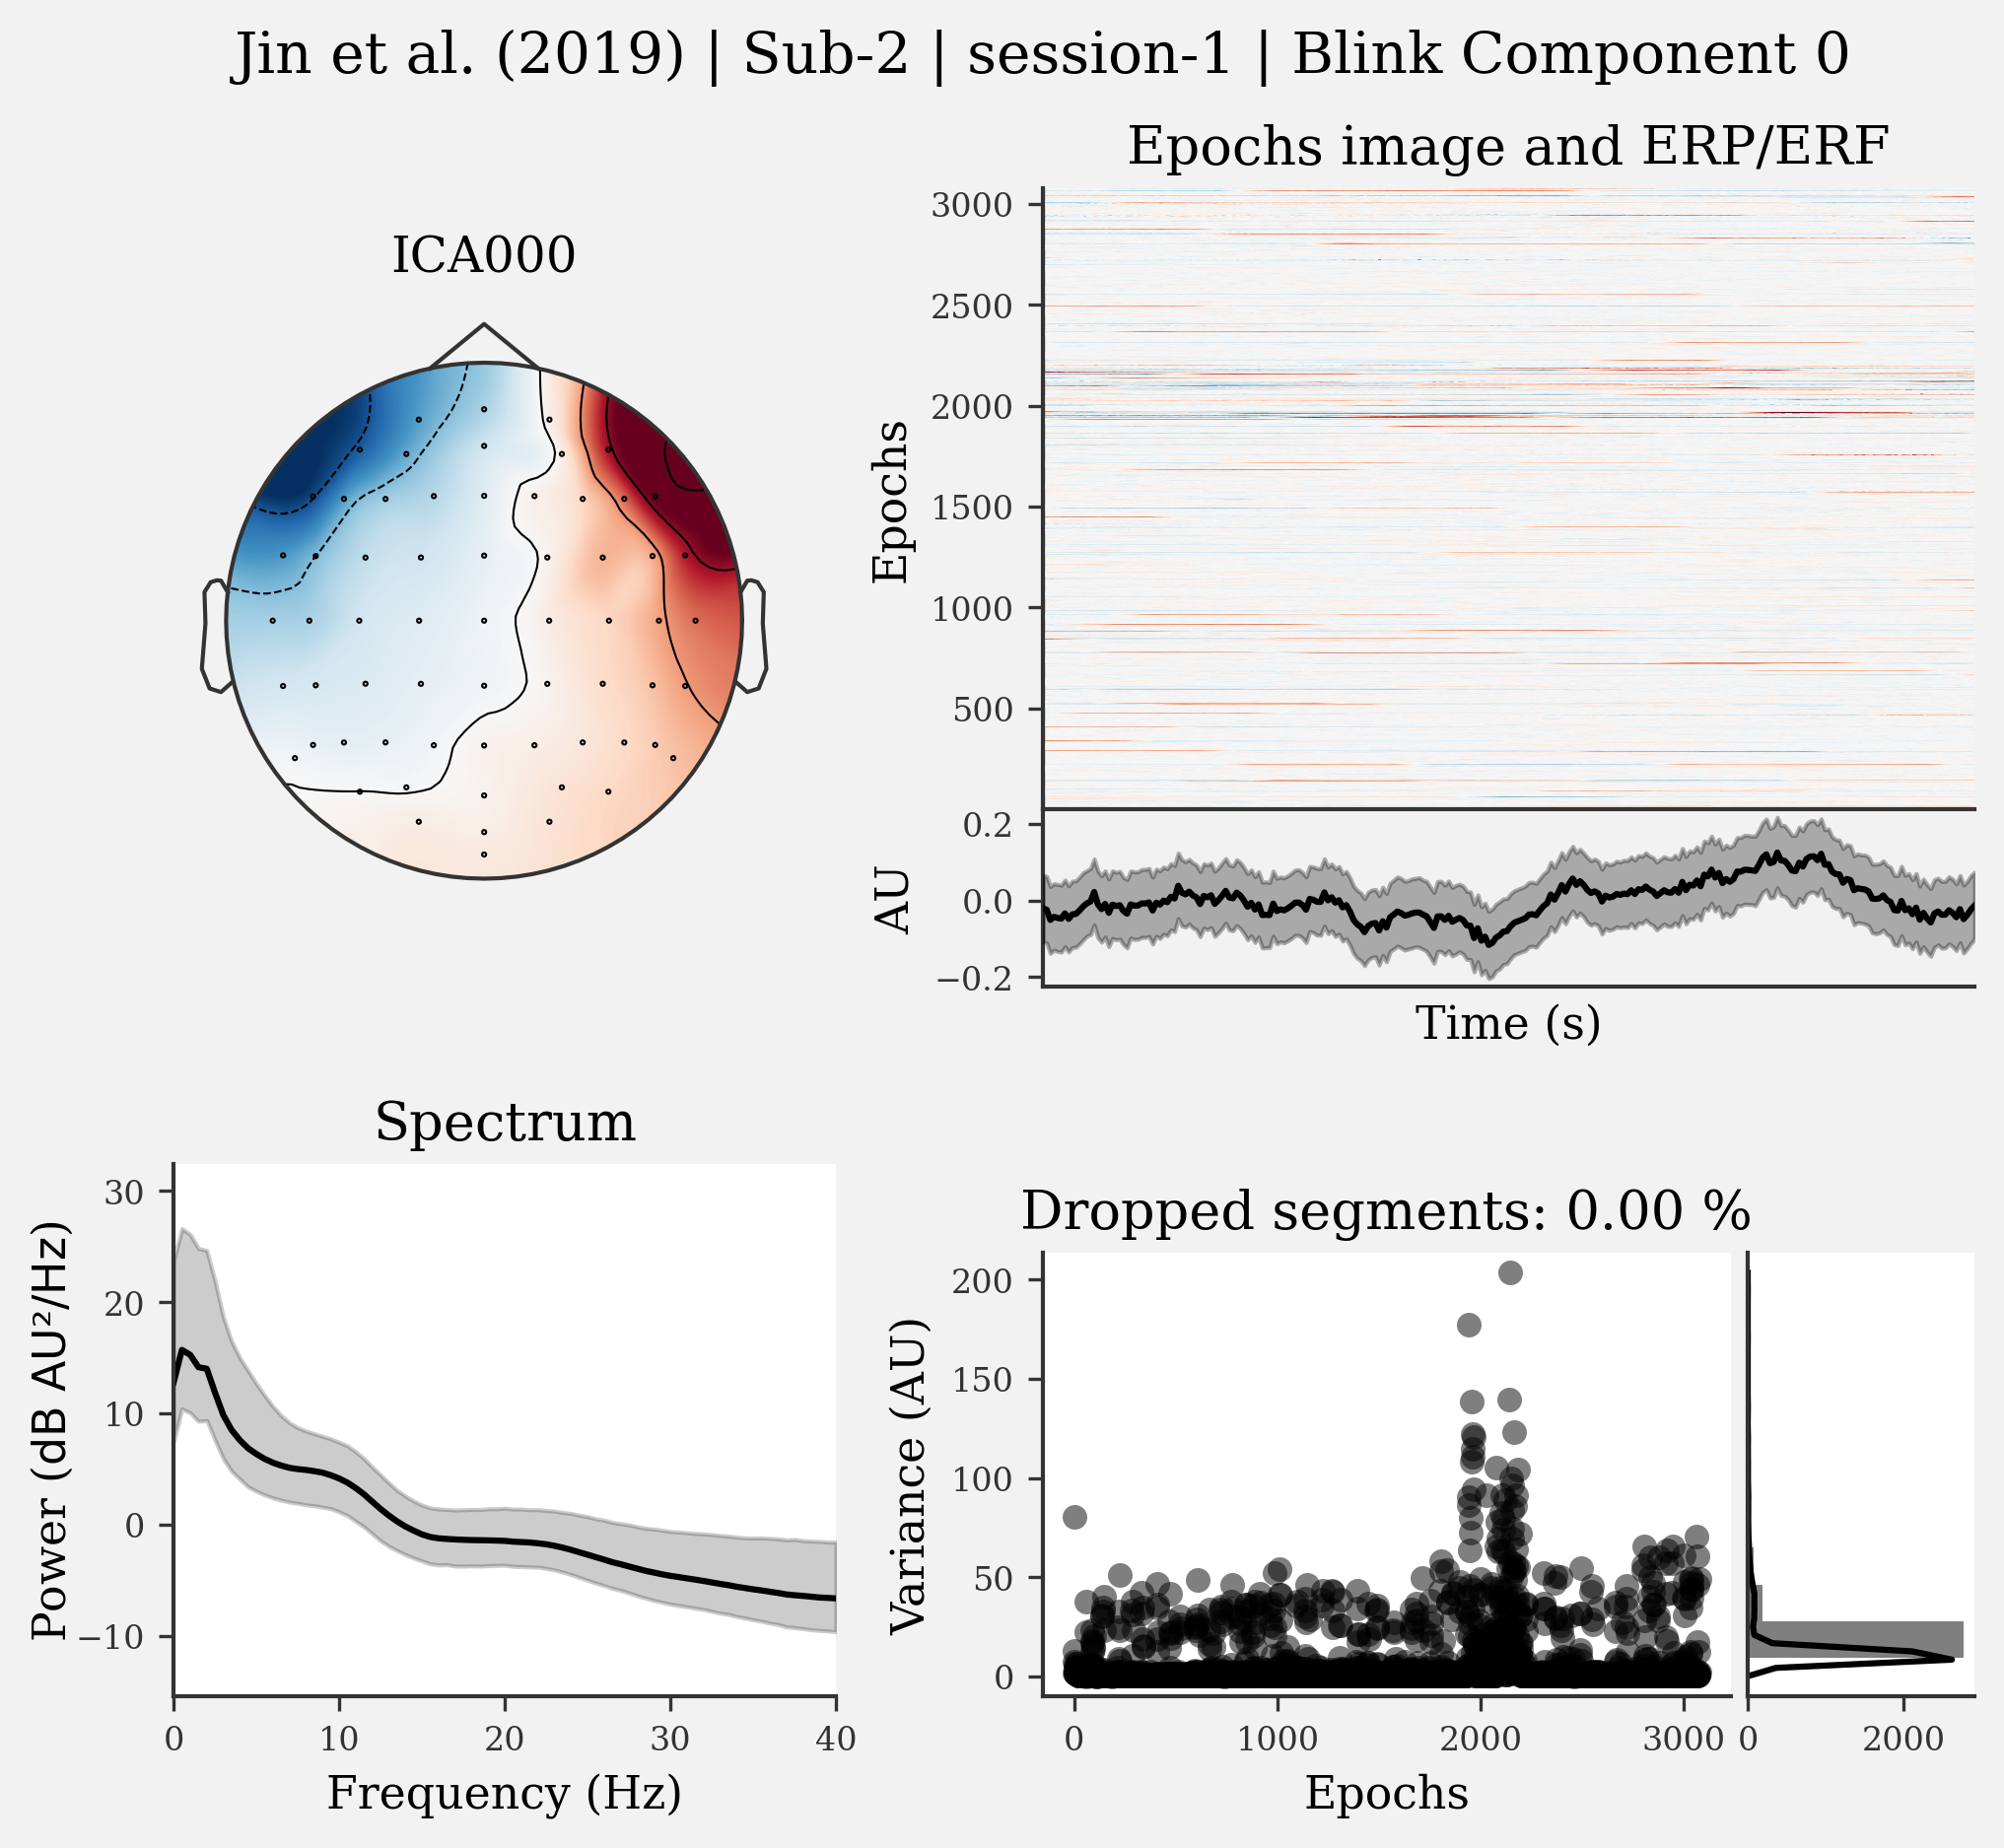 Jin et al. (2019) | Sub-2 | session-1 | Blink Component 0
ICA000
Epochs image and ERP/ERF
3000
2500
2000
1500
1000
500
Epochs
0.2
0.0
−0.2
AU
Time (s)
Spectrum
30
20
10
0
−10
Power (dB AU²/Hz)
0 10 20 30 40
Frequency (Hz)
Dropped segments: 0.00 %
200
150
100
50
0
Variance (AU)
0 1000 2000 3000
Epochs
0 2000